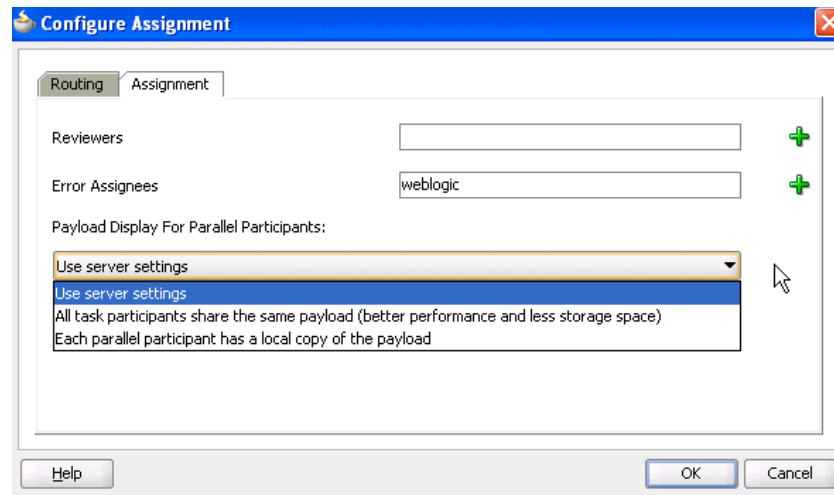 Configure Assignment
Routing
Assignment
Reviewers
Error Assignees
weblogic
Payload Display For Parallel Participants:
Use server settings
Use server settings
All task participants share the same payload (better performance and less storage space)
Each parallel participant has a local copy of the payload
Help
OK
Cancel